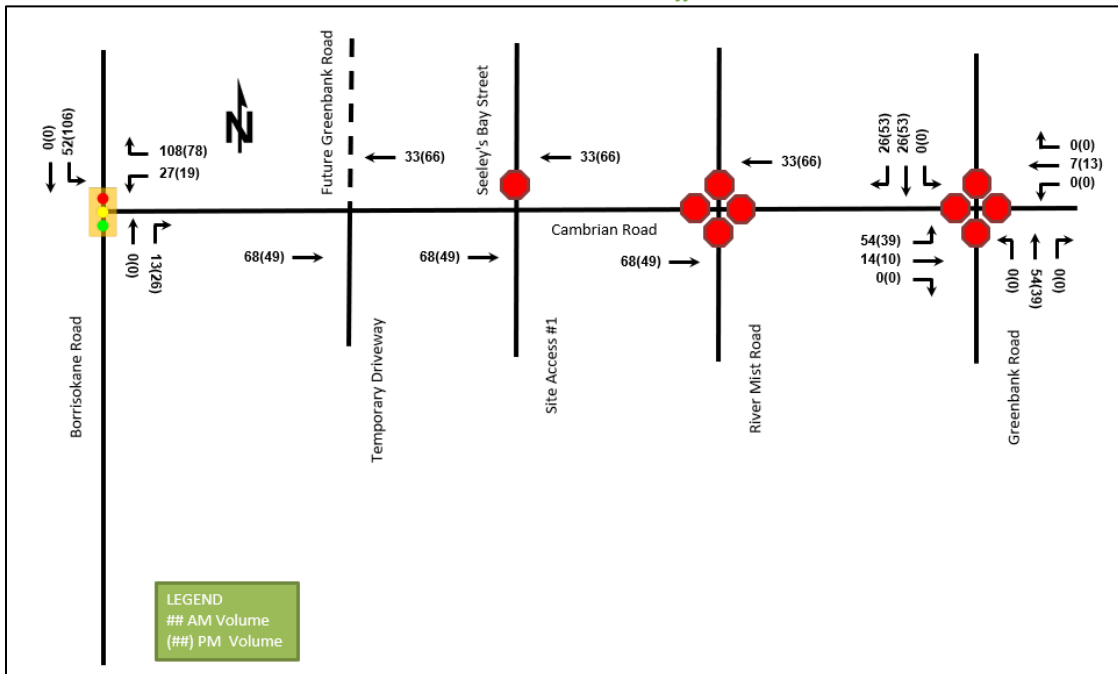 0(0)
52(106)
108(78)
27(19)
0(0)
13(26)
Borrisokane Road
N
Future Greenbank Road
33(66)
68(49)
Temporary Driveway
Seeley's Bay Street
33(66)
68(49)
Site Access #1
Cambrian Road
33(66)
68(49)
River Mist Road
26(53)
26(53)
0(0)
0(0)
7(13)
0(0)
54(39)
14(10)
0(0)
0(0)
54(39)
0(0)
Greenbank Road
LEGEND
## AM Volume
(##) PM Volume